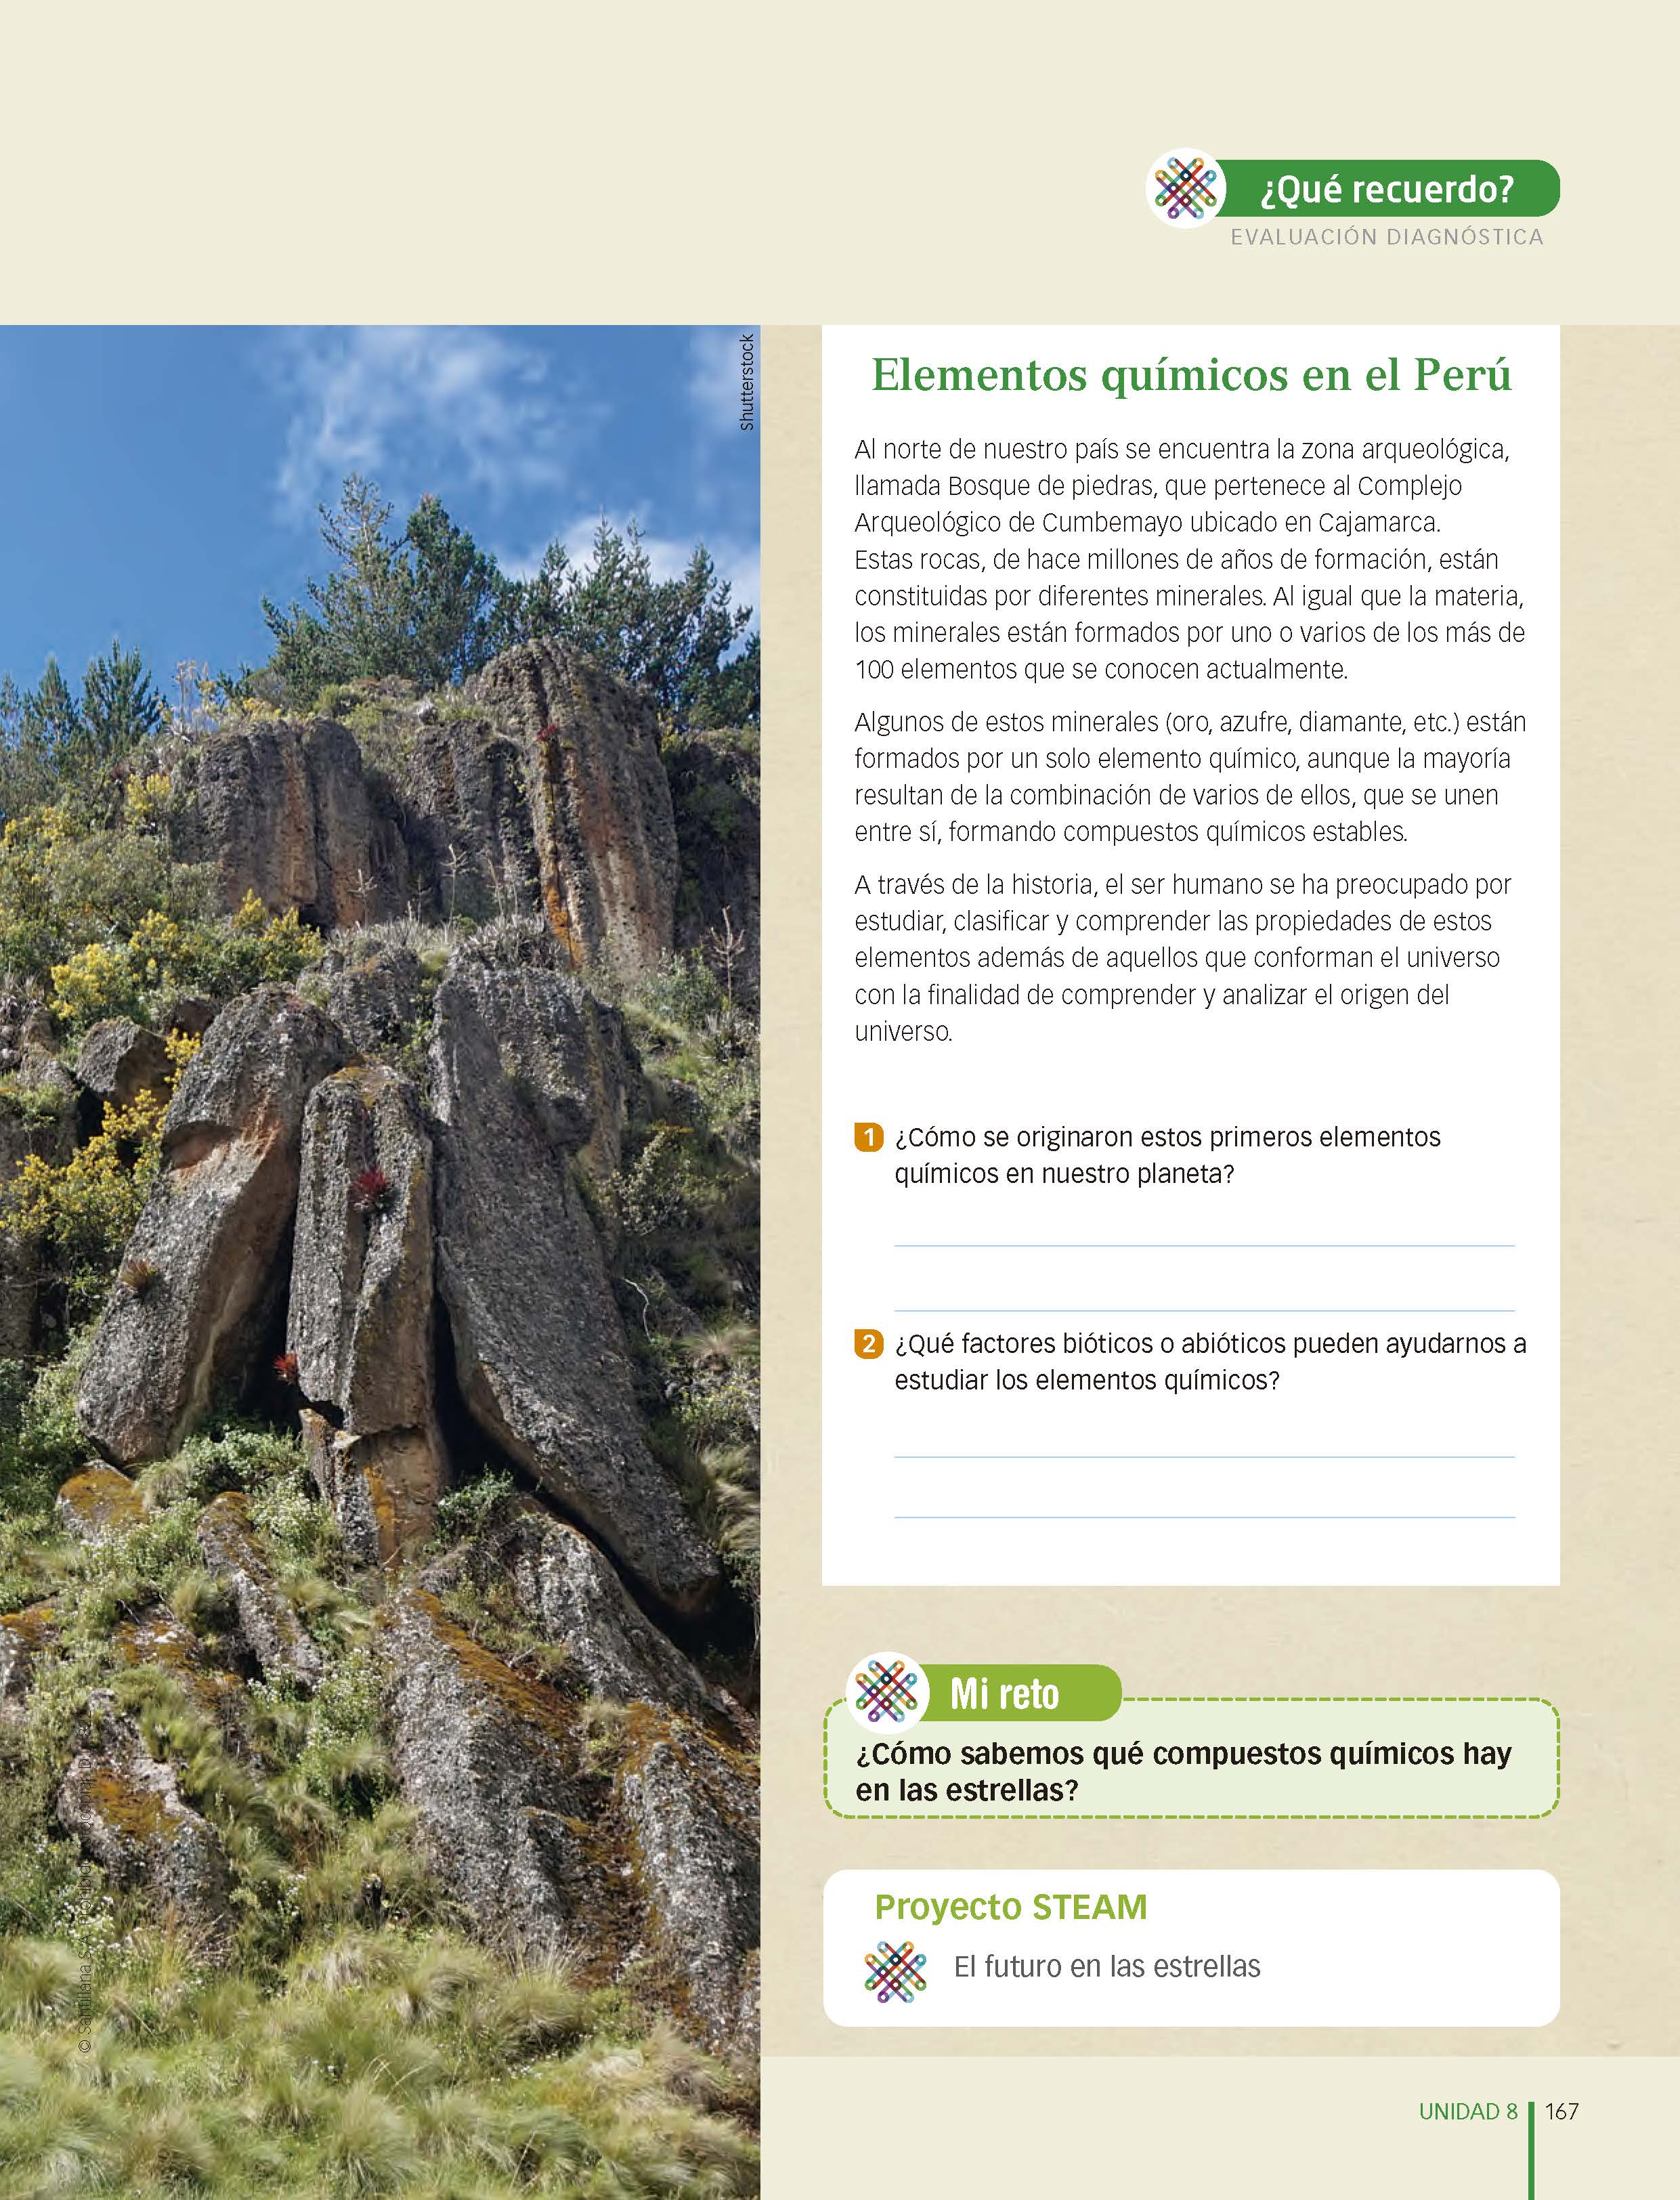 ¿Qué recuerdo?
EVALUACIÓN DIAGNÓSTICA
Shutterstock
Elementos químicos en el Perú
Al norte de nuestro país se encuentra la zona arqueológica,
llamada Bosque de piedras, que pertenece al Complejo
Arqueológico de Cumbemayo ubicado en Cajamarca.
Estas rocas, de hace millones de años de formación, están
constituidas por diferentes minerales. Al igual que la materia,
los minerales están formados por uno o varios de los más de
100 elementos que se conocen actualmente.
Algunos de estos minerales (oro, azufre, diamante, etc.) están
formados por un solo elemento químico, aunque la mayoría
resultan de la combinación de varios de ellos, que se unen
entre sí, formando compuestos químicos estables.
A través de la historia, el ser humano se ha preocupado por
estudiar, clasificar y comprender las propiedades de estos
elementos además de aquellos que conforman el universo
con la finalidad de comprender y analizar el origen del
universo.
1 ¿Cómo se originaron estos primeros elementos
químicos en nuestro planeta?
2 ¿Qué factores bióticos o abióticos pueden ayudarnos a
estudiar los elementos químicos?
Mi reto
¿Cómo sabemos qué compuestos químicos hay
en las estrellas?
Proyecto STEAM
El futuro en las estrellas
© Santillana S. A.
UNIDAD 8 167